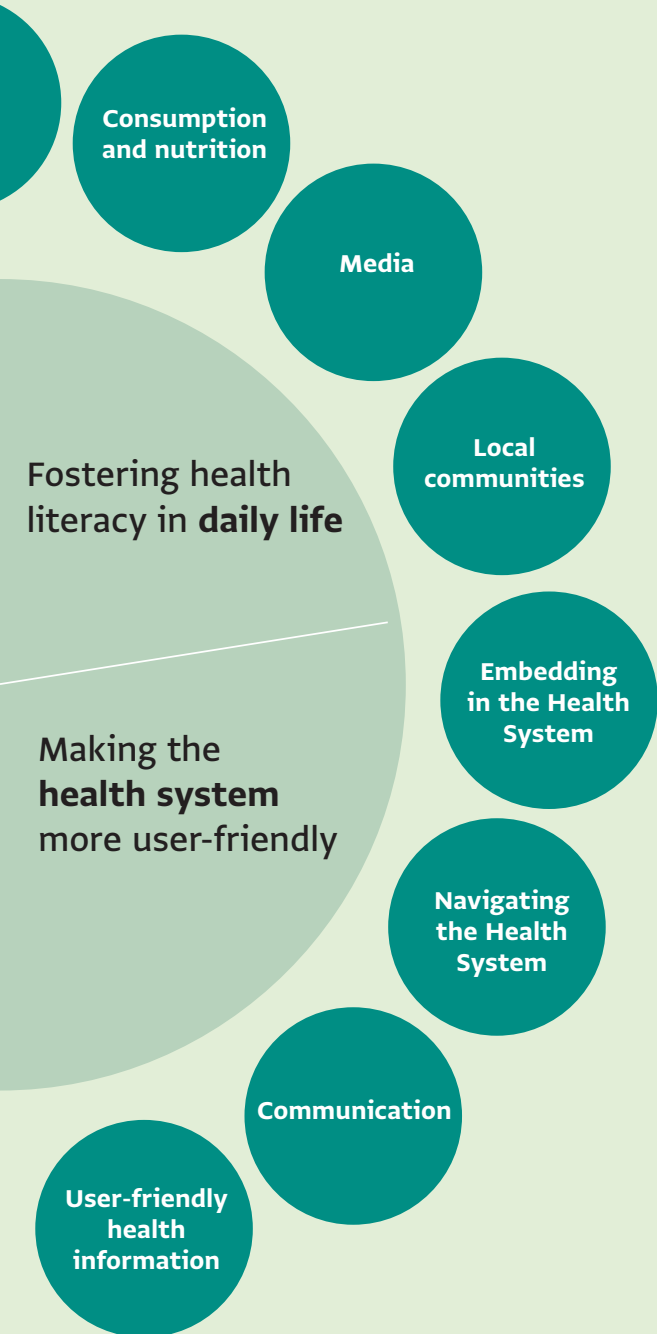 Consumption
and nutrition
Media
Local
communities
Fostering health
literacy in daily life
Embedding
in the Health
System
Making the
health system
more user-friendly
Navigating
the Health
System
Communication
User-friendly
health
information